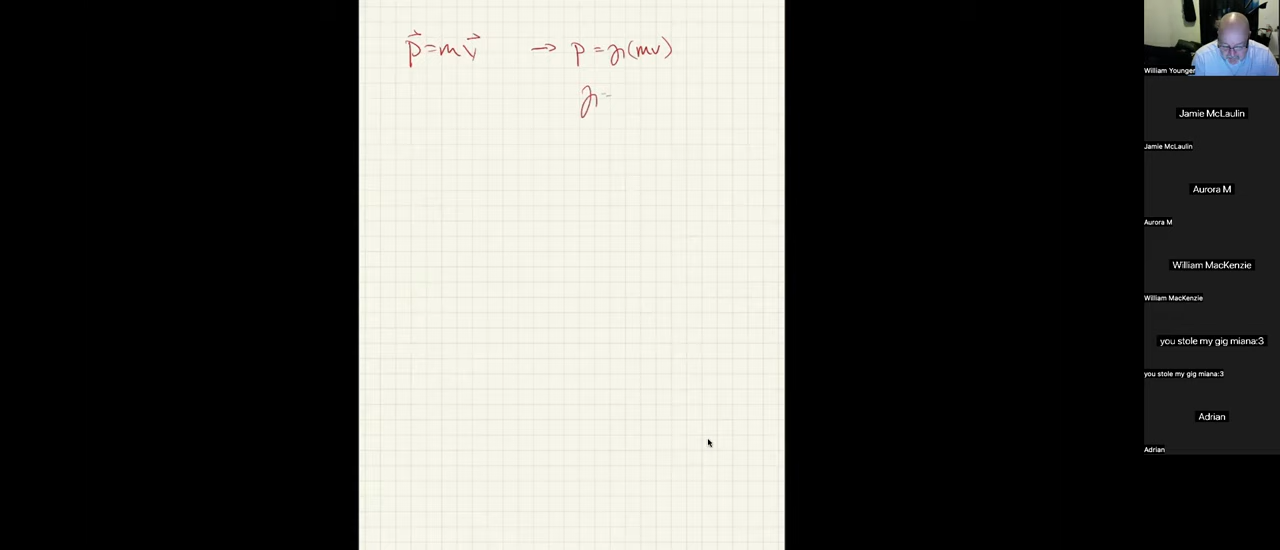 p⃗ = m v⃗ → p = γ(mv)
γ =
William Younger
Jamie McLaulin
Jamie McLaulin
Aurora M
Aurora M
William MacKenzie
William MacKenzie
you stole my gig miana:3
you stole my gig miana:3
Adrian
Adrian